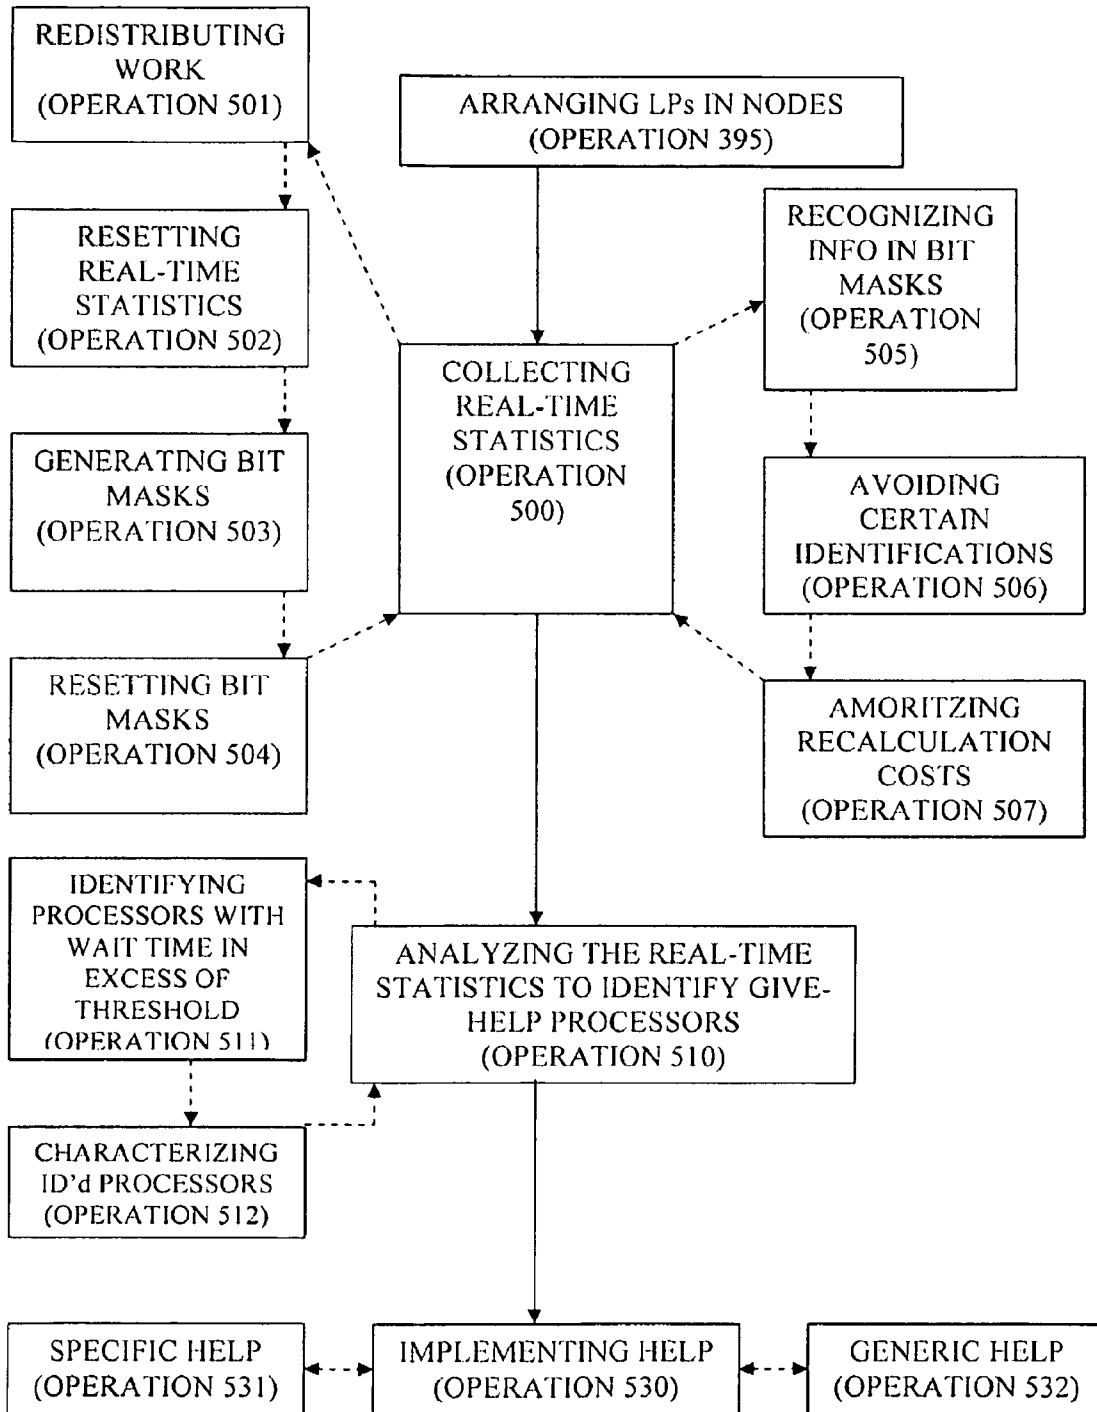 REDISTRIBUTING
WORK
(OPERATION 501)
ARRANGING LPs IN NODES
(OPERATION 395)
RESETTING
REAL-TIME
STATISTICS
(OPERATION 502)
RECOGNIZING
INFO IN BIT
MASKS
(OPERATION
505)
COLLECTING
REAL-TIME
STATISTICS
(OPERATION
500)
GENERATING BIT
MASKS
(OPERATION 503)
AVOIDING
CERTAIN
IDENTIFICATIONS
(OPERATION 506)
RESETTING BIT
MASKS
(OPERATION 504)
AMORITZING
RECALCULATION
COSTS
(OPERATION 507)
IDENTIFYING
PROCESSORS WITH
WAIT TIME IN
EXCESS OF
THRESHOLD
(OPERATION 511)
ANALYZING THE REAL-TIME
STATISTICS TO IDENTIFY GIVE-
HELP PROCESSORS
(OPERATION 510)
CHARACTERIZING
ID'd PROCESSORS
(OPERATION 512)
SPECIFIC HELP
(OPERATION 531)
IMPLEMENTING HELP
(OPERATION 530)
GENERIC HELP
(OPERATION 532)